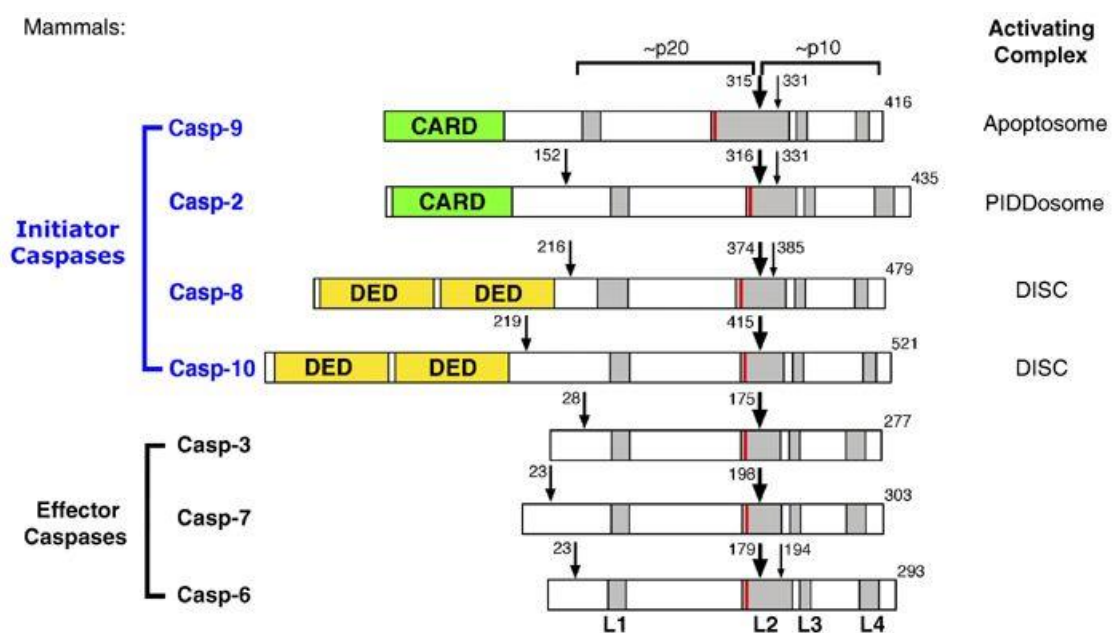 Mammals:
Activating
Complex
~p20
~p10
315
331
416
Casp-9
CARD
Apoptosome
152
316
331
435
Casp-2
CARD
PIDDosome
Initiator
Caspases
216
374
385
479
Casp-8
DED
DED
DISC
219
415
521
Casp-10
DED
DED
DISC
28
175
277
Casp-3
23
198
303
Effector
Caspases
Casp-7
23
179
194
293
Casp-6
L1
L2
L3
L4